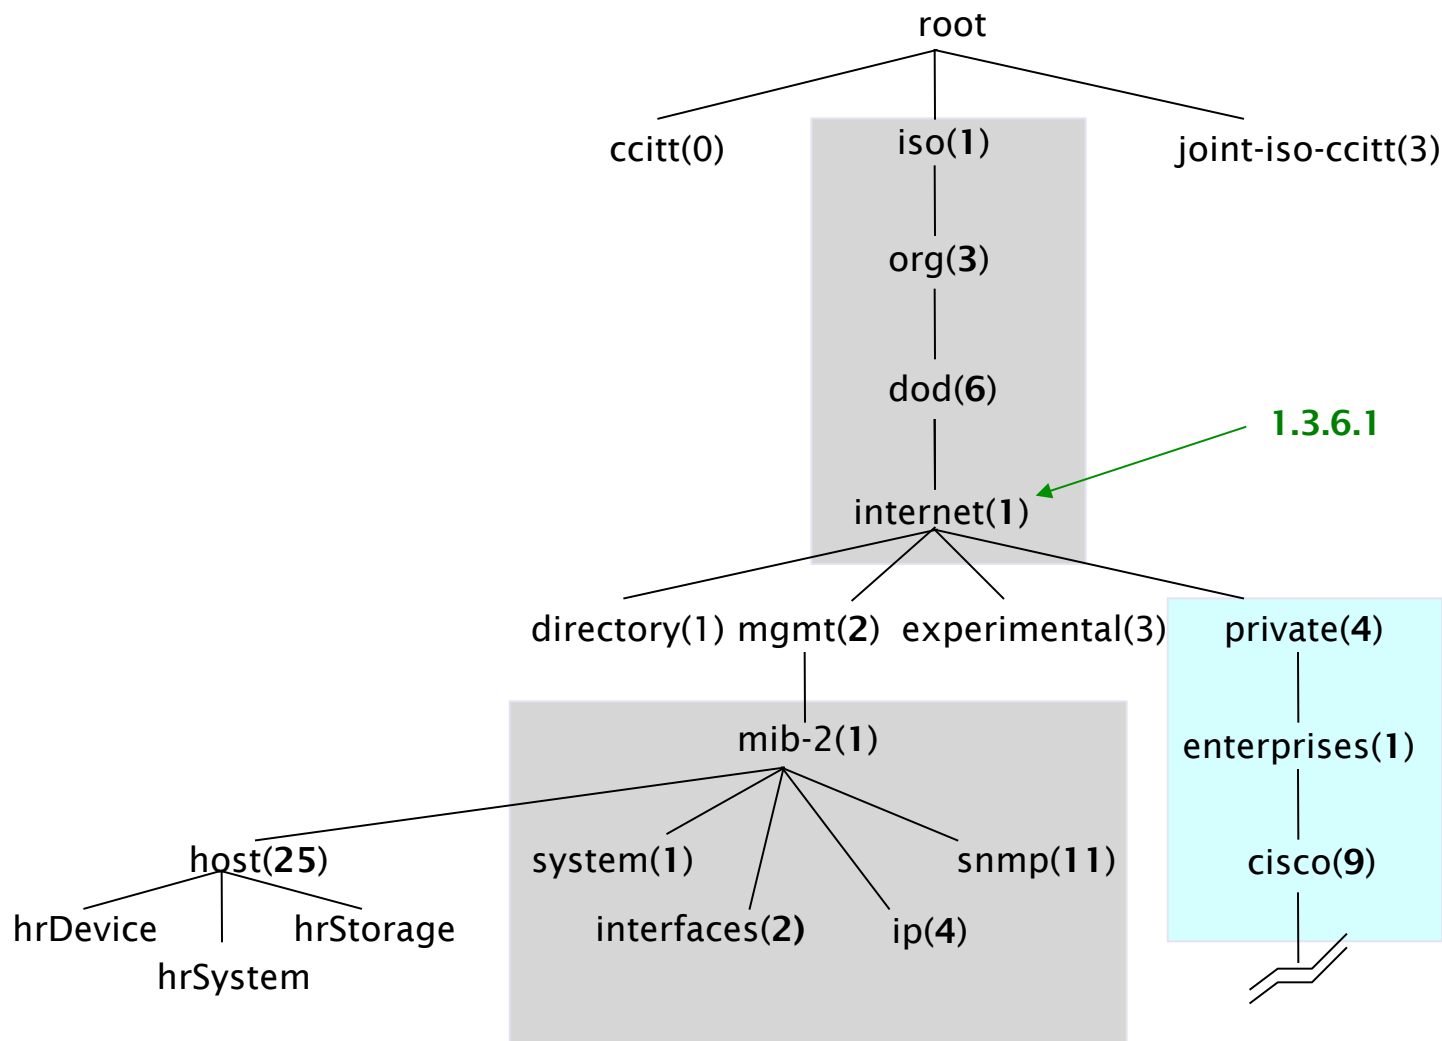 root
ccitt(0)
iso(1)
joint-iso-ccitt(3)
org(3)
dod(6)
1.3.6.1
internet(1)
directory(1)
mgmt(2)
experimental(3)
private(4)
mib-2(1)
enterprises(1)
host(25)
system(1)
snmp(11)
cisco(9)
hrDevice
hrStorage
interfaces(2)
ip(4)
hrSystem